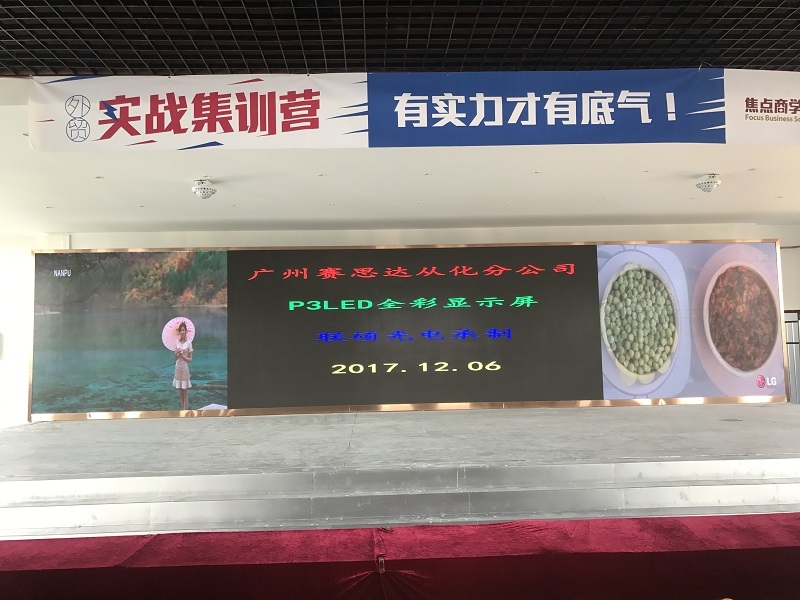 外贸
实战集训营
有实力才有底气！
焦点商学
Focus Business Sc
NANPU
广州赛思达从化分公司
P3LED全彩显示屏
联硕光电承制
2017.12.06
LG